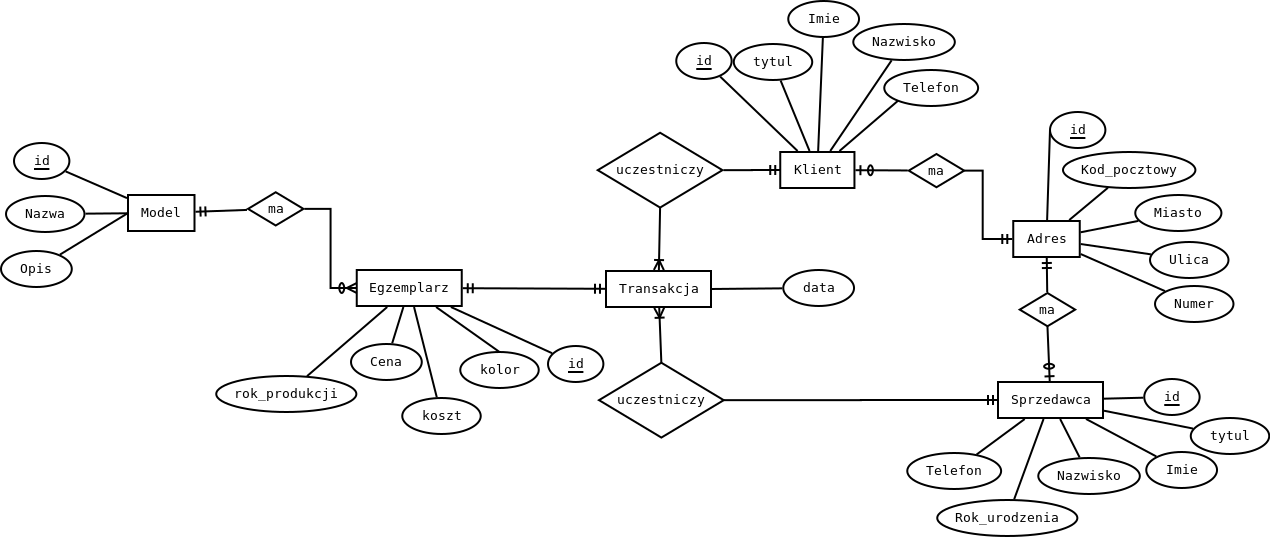 Imie
Nazwisko
id
tytul
Telefon
id
uczestniczy
Klient
ma
Kod_pocztowy
id
Nazwa
Model
ma
Miasto
Adres
Ulica
Opis
Egzemplarz
Transakcja
data
Numer
ma
Cena
kolor
id
rok_produkcji
koszt
uczestniczy
Sprzedawca
id
tytul
Telefon
Nazwisko
Imie
Rok_urodzenia